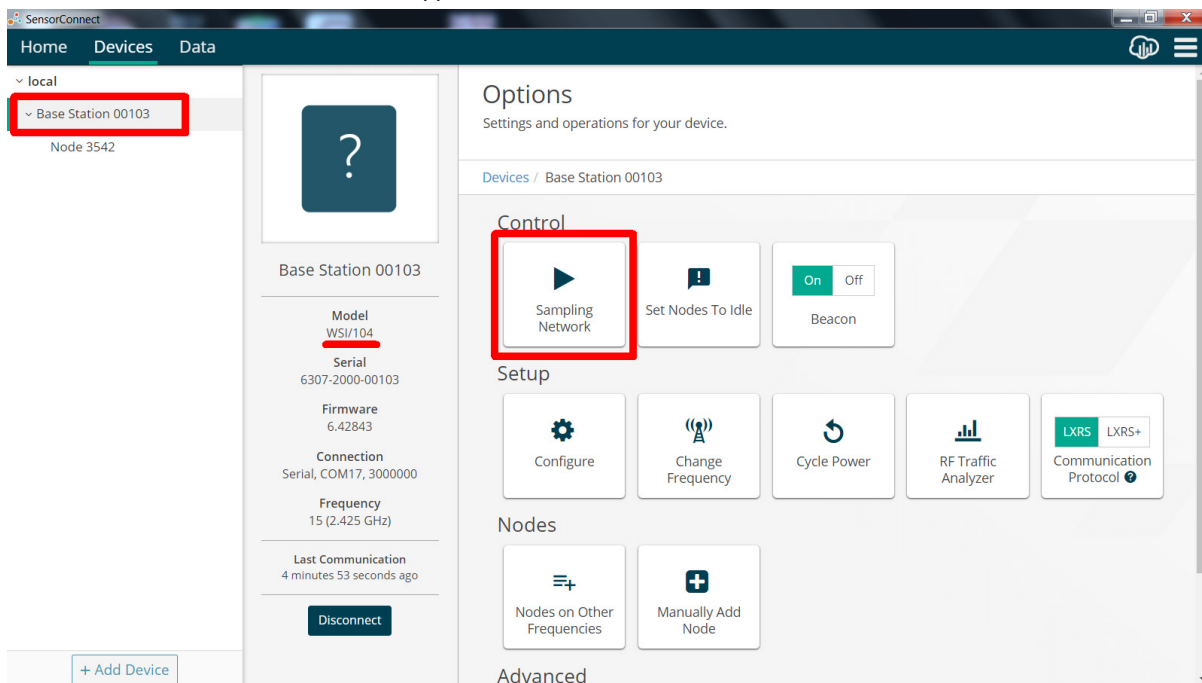 SensorConnect
Home Devices Data
local
Base Station 00103
Node 3542
+ Add Device
?
Base Station 00103
Model
WSI/104
Serial
6307-2000-00103
Firmware
6.42843
Connection
Serial, COM17, 3000000
Frequency
15 (2.425 GHz)
Last Communication
4 minutes 53 seconds ago
Disconnect
Options
Settings and operations for your device.
Devices / Base Station 00103
Control
Sampling
Network
Set Nodes To Idle
On Off
Beacon
Setup
Configure
Change
Frequency
Cycle Power
RF Traffic
Analyzer
LXRS LXRS+
Communication
Protocol ?
Nodes
Nodes on Other
Frequencies
Manually Add
Node
Advanced